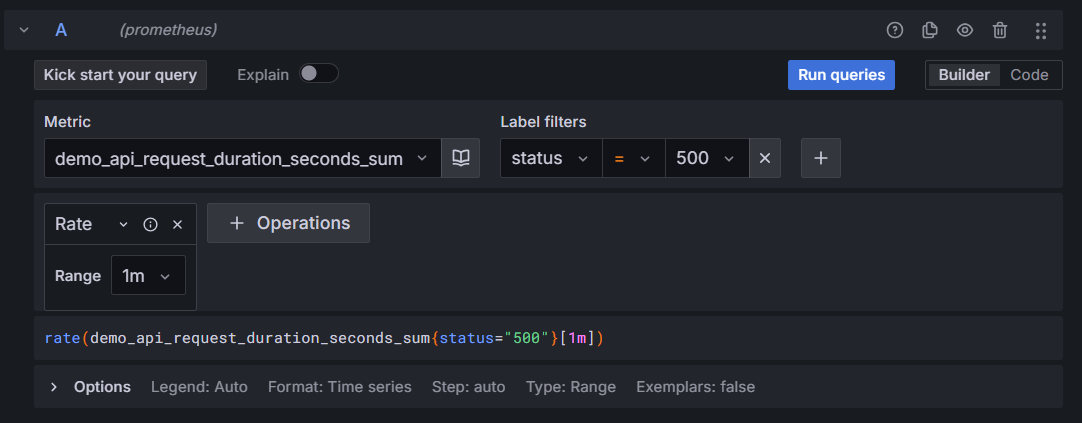 A (prometheus)
Kick start your query Explain Run queries Builder Code
Metric Label filters
demo_api_request_duration_seconds_sum status = 500
Rate + Operations
Range 1m
rate(demo_api_request_duration_seconds_sum{status="500"}[1m])
Options Legend: Auto Format: Time series Step: auto Type: Range Exemplars: false